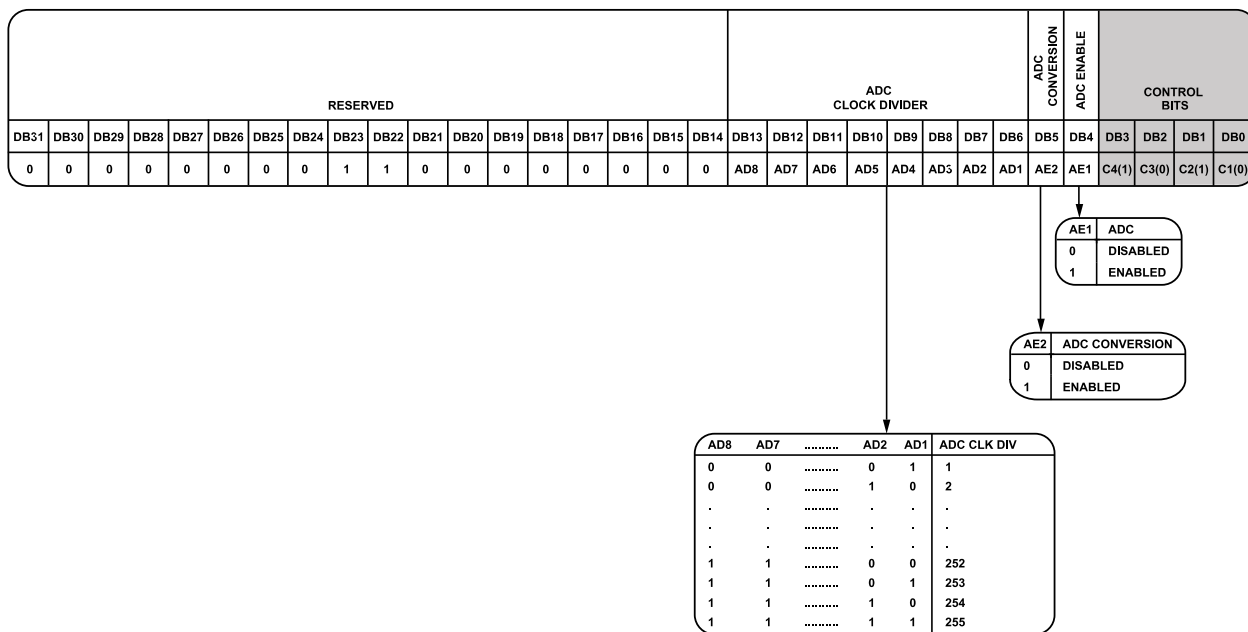 RESERVED
ADC
CLOCK DIVIDER
ADC
CONVERSION
ADC ENABLE
CONTROL
BITS
DB31 DB30 DB29 DB28 DB27 DB26 DB25 DB24 DB23 DB22 DB21 DB20 DB19 DB18 DB17 DB16 DB15 DB14 DB13 DB12 DB11 DB10 DB9 DB8 DB7 DB6 DB5 DB4 DB3 DB2 DB1 DB0
0 0 0 0 0 0 0 0 1 1 0 0 0 0 0 0 0 0 AD8 AD7 AD6 AD5 AD4 AD3 AD2 AD1 AE2 AE1 C4(1) C3(0) C2(1) C1(0)
AE1 ADC
0 DISABLED
1 ENABLED
AE2 ADC CONVERSION
0 DISABLED
1 ENABLED
AD8 AD7 .......... AD2 AD1 ADC CLK DIV
0 0 .......... 0 1 1
0 0 .......... 1 0 2
. . .......... . . .
. . .......... . . .
. . .......... . . .
1 1 .......... 0 0 252
1 1 .......... 0 1 253
1 1 .......... 1 0 254
1 1 .......... 1 1 255